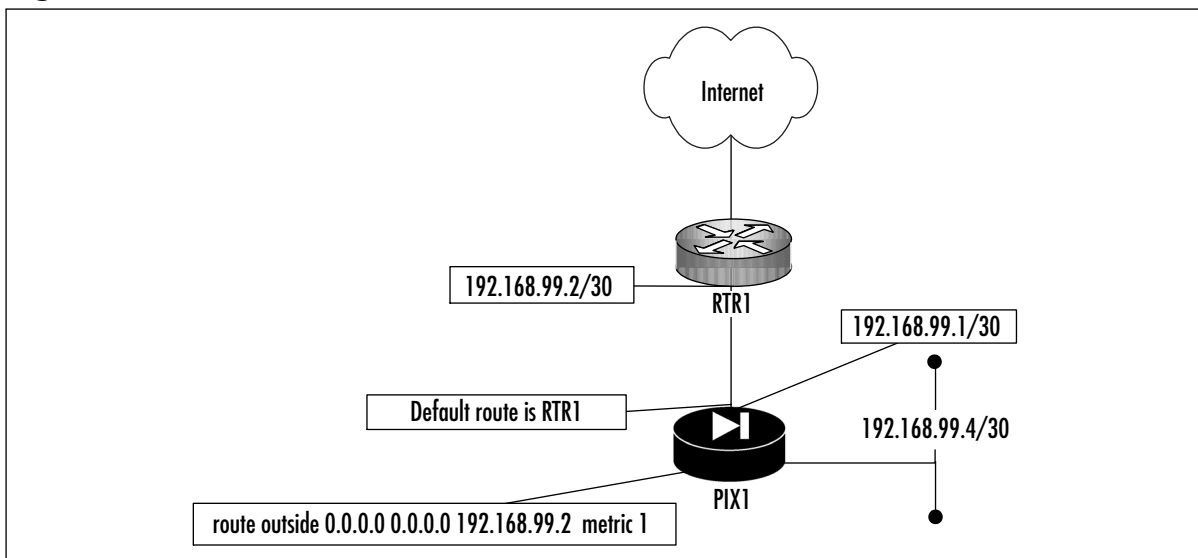 Internet
192.168.99.2/30
RTR1
192.168.99.1/30
Default route is RTR1
192.168.99.4/30
PIX1
route outside 0.0.0.0 0.0.0.0 192.168.99.2 metric 1